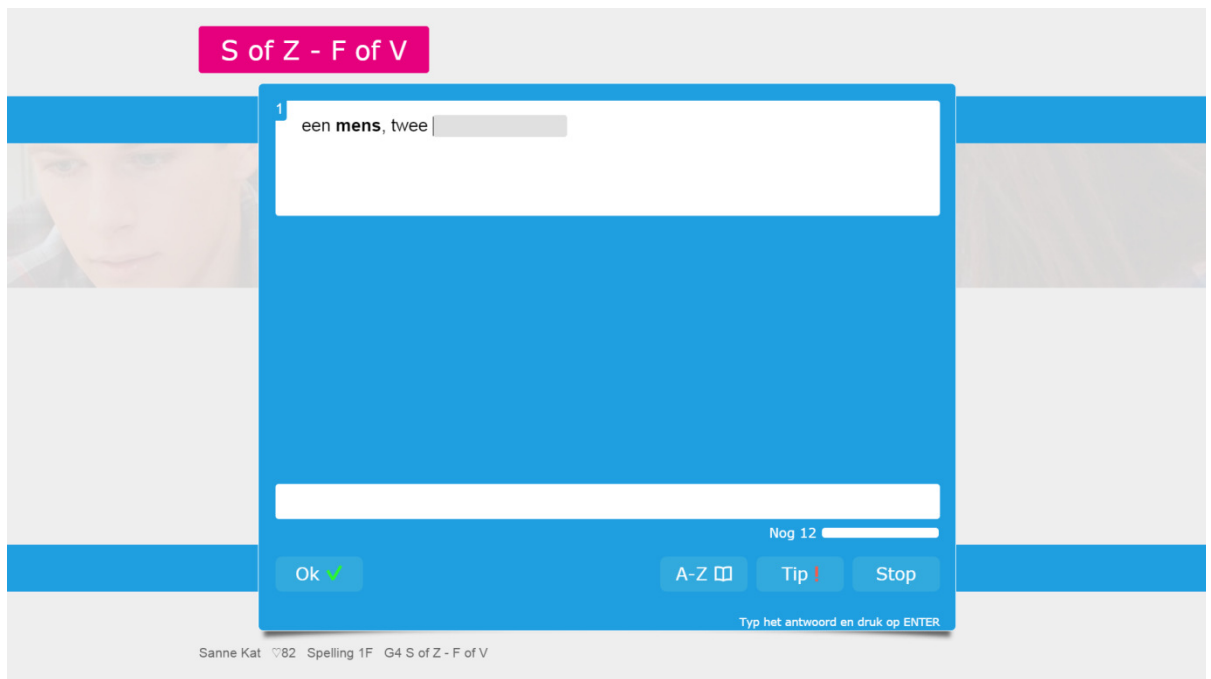 S of Z - F of V
1
een mens, twee
Nog 12
Ok A-Z Tip ! Stop
Typ het antwoord en druk op ENTER
Sanne Kat ♡82 Spelling 1F G4 S of Z - F of V